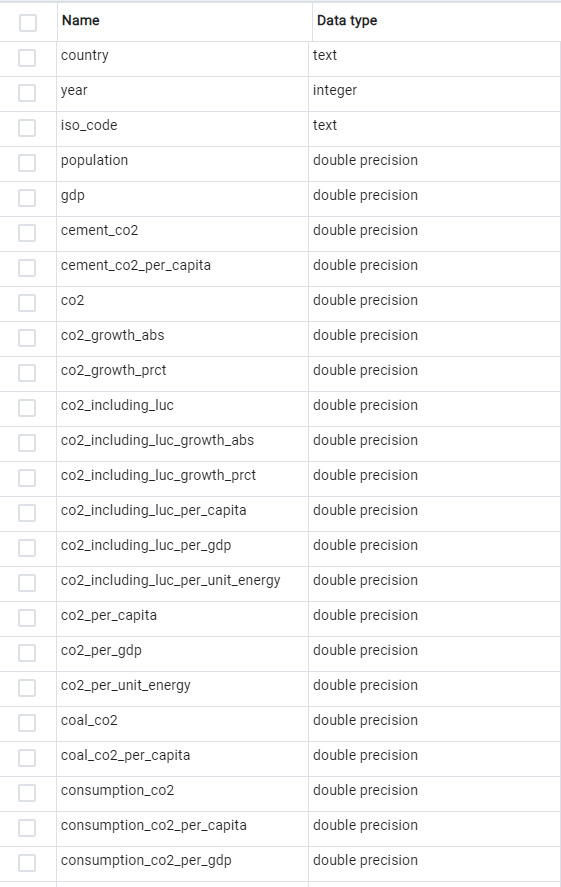 Name Data type
country text
year integer
iso_code text
population double precision
gdp double precision
cement_co2 double precision
cement_co2_per_capita double precision
co2 double precision
co2_growth_abs double precision
co2_growth_prct double precision
co2_including_luc double precision
co2_including_luc_growth_abs double precision
co2_including_luc_growth_prct double precision
co2_including_luc_per_capita double precision
co2_including_luc_per_gdp double precision
co2_including_luc_per_unit_energy double precision
co2_per_capita double precision
co2_per_gdp double precision
co2_per_unit_energy double precision
coal_co2 double precision
coal_co2_per_capita double precision
consumption_co2 double precision
consumption_co2_per_capita double precision
consumption_co2_per_gdp double precision